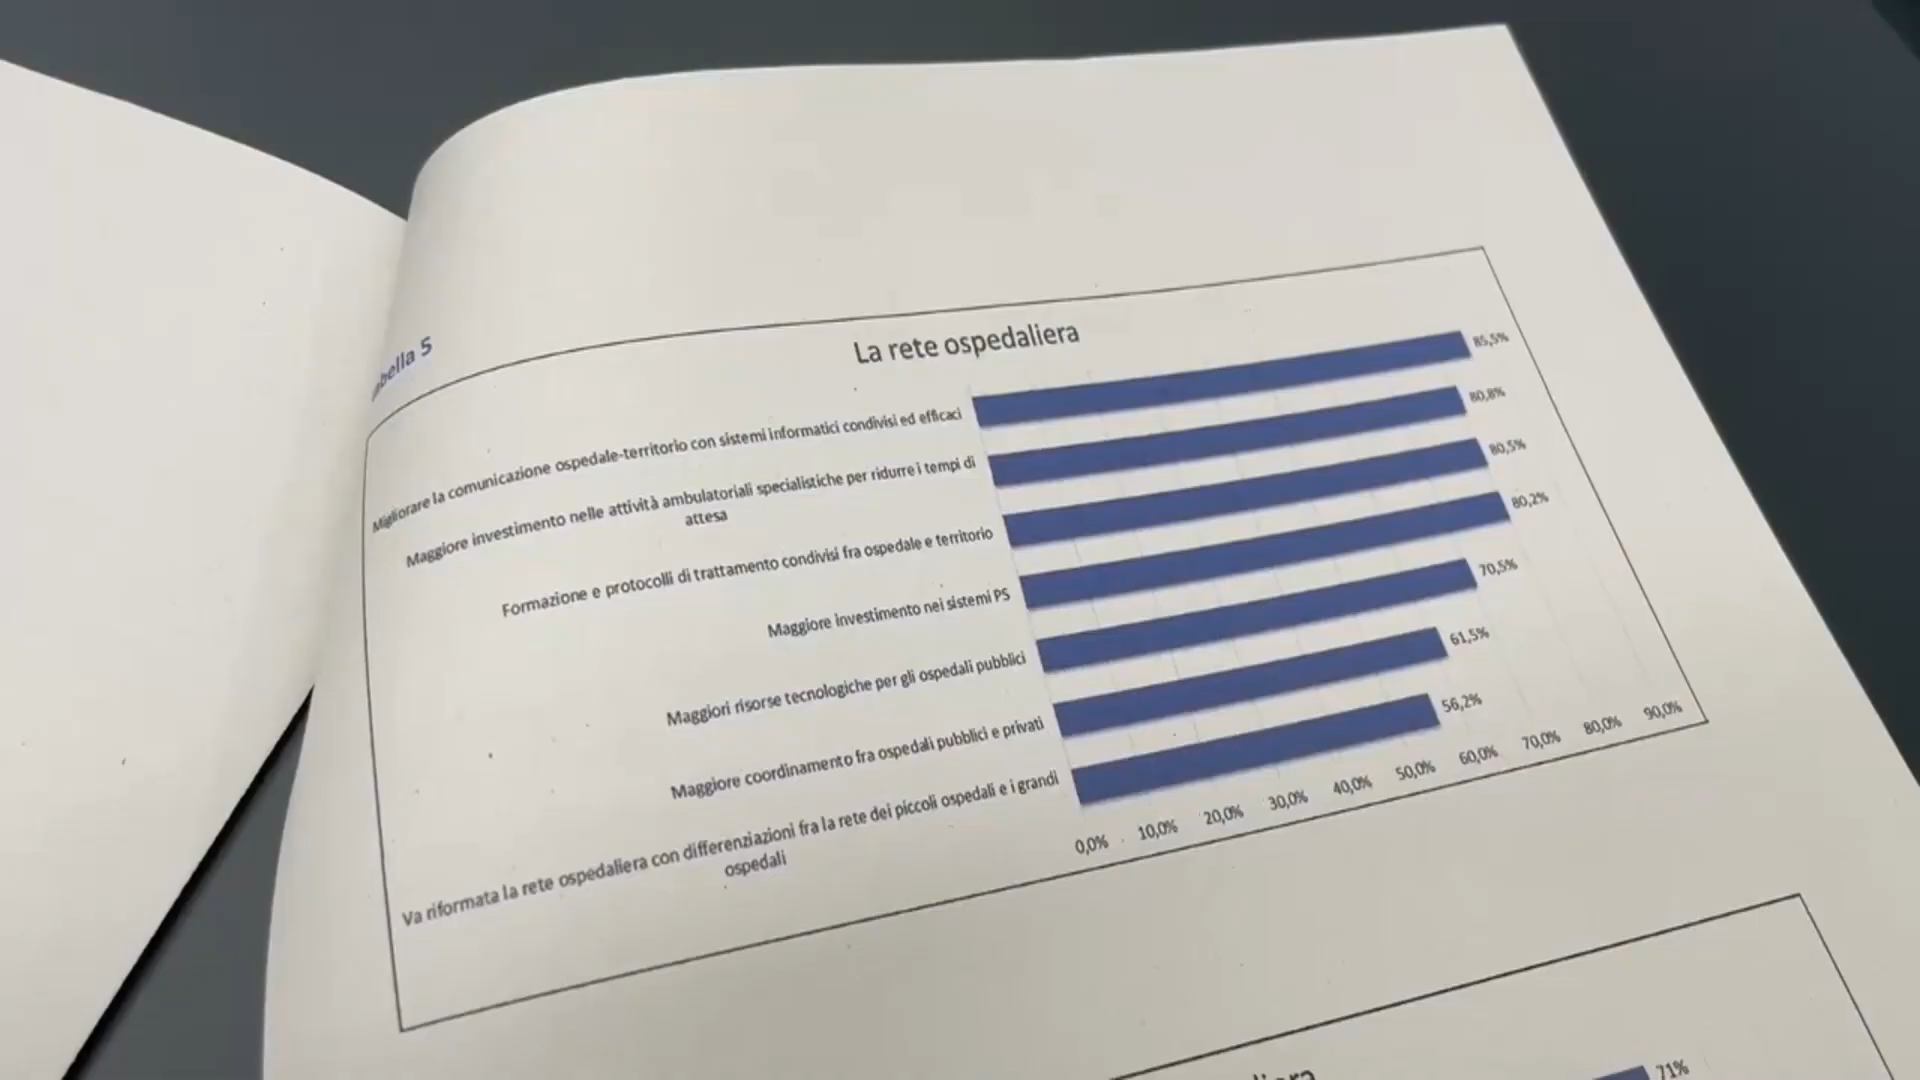 abella 5
La rete ospedaliera
Migliorare la comunicazione ospedale-territorio con sistemi informatici condivisi ed efficaci
85,5%
Maggiore investimento nelle attività ambulatoriali specialistiche per ridurre i tempi di
attesa
80,8%
Formazione e protocolli di trattamento condivisi fra ospedale e territorio
80,5%
Maggiore investimento nei sistemi PS
80,2%
Maggiori risorse tecnologiche per gli ospedali pubblici
70,5%
Maggiore coordinamento fra ospedali pubblici e privati
61,5%
Va riformata la rete ospedaliera con differenziazioni fra la rete dei piccoli ospedali e i grandi
ospedali
56,2%
0,0% 10,0% 20,0% 30,0% 40,0% 50,0% 60,0% 70,0% 80,0% 90,0%
71%